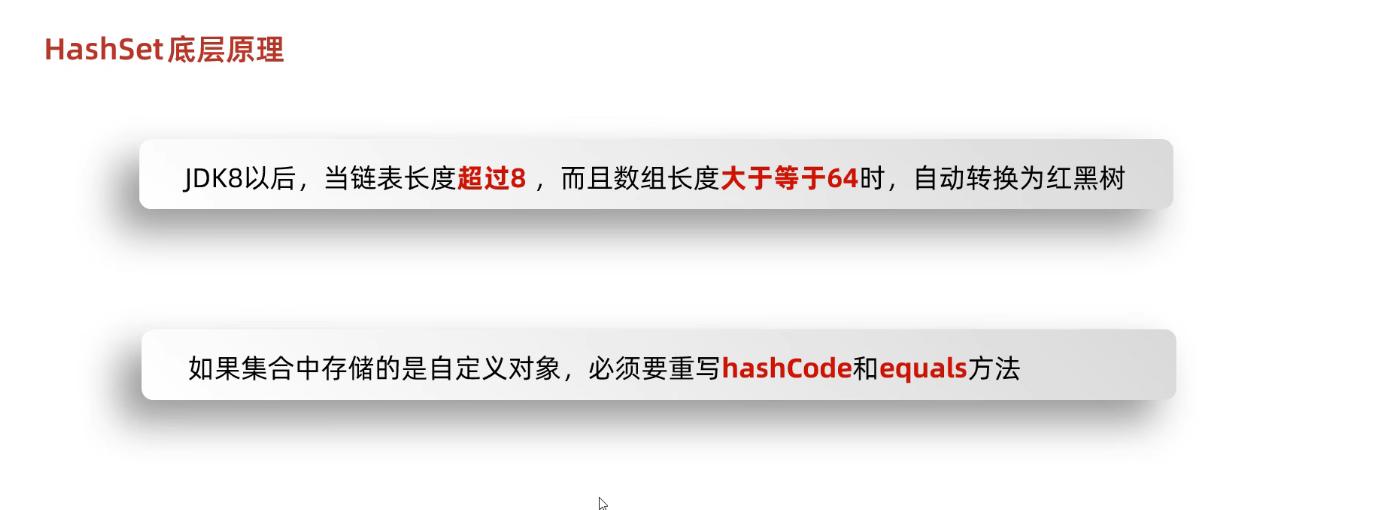 HashSet底层原理
JDK8以后，当链表长度超过8 ，而且数组长度大于等于64时，自动转换为红黑树
如果集合中存储的是自定义对象，必须要重写hashCode和equals方法